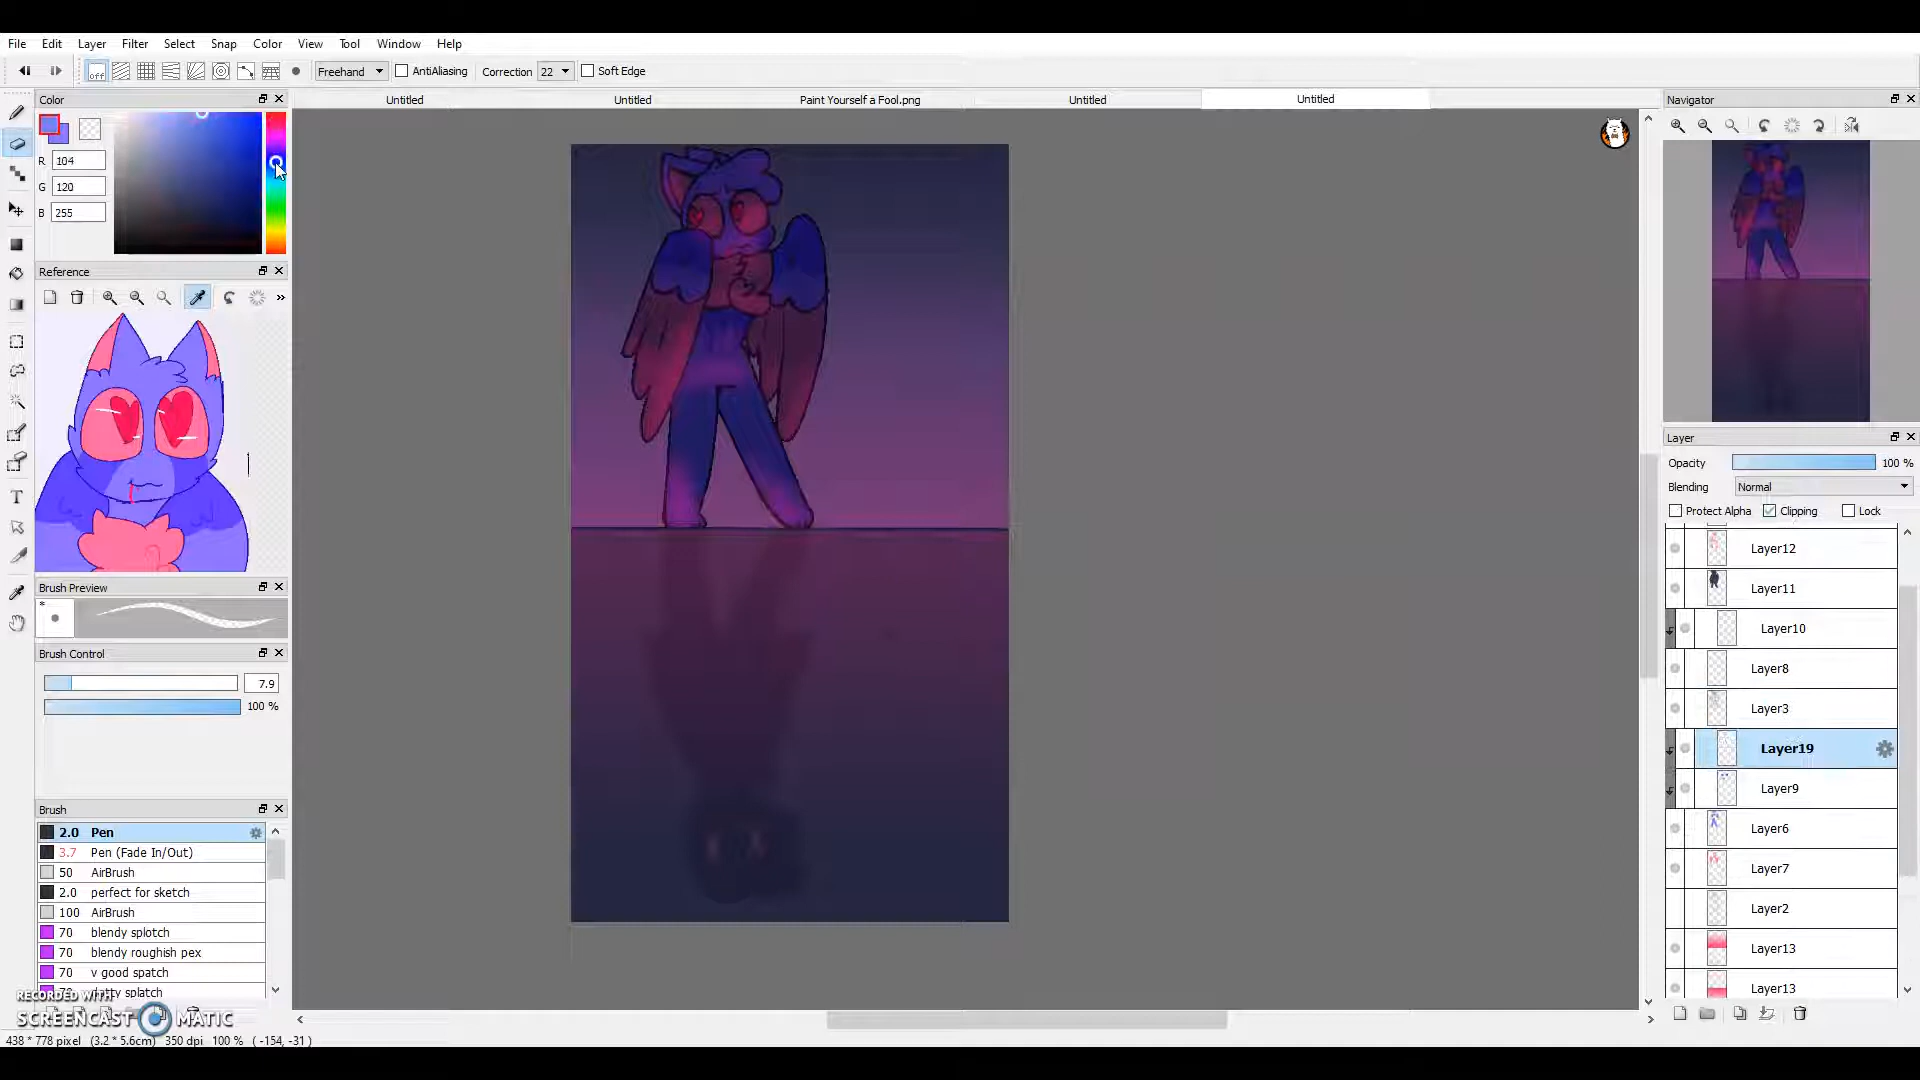 File Edit Layer Filter Select Snap Color View Tool Window Help
off Freehand AntiAliasing Correction 22 Soft Edge
Color
Untitled Untitled Paint Yourself a Fool.png Untitled Untitled
Navigator
R 104
G 120
B 255
Reference
Brush Preview
Brush Control
7.9
100 %
Brush
2.0 Pen
3.7 Pen (Fade In/Out)
50 AirBrush
2.0 perfect for sketch
100 AirBrush
70 blendy splotch
70 blendy roughish pex
70 v good spatch
Layer
Opacity 100 %
Blending Normal
Protect Alpha Clipping Lock
Layer12
Layer11
Layer10
Layer8
Layer3
Layer19
Layer9
Layer6
Layer7
Layer2
Layer13
Layer13
RECORDED WITH
SCREENCAST MATIC
438 * 778 pixel (3.2 * 5.6cm) 350 dpi 100 % ( -154, -31 )